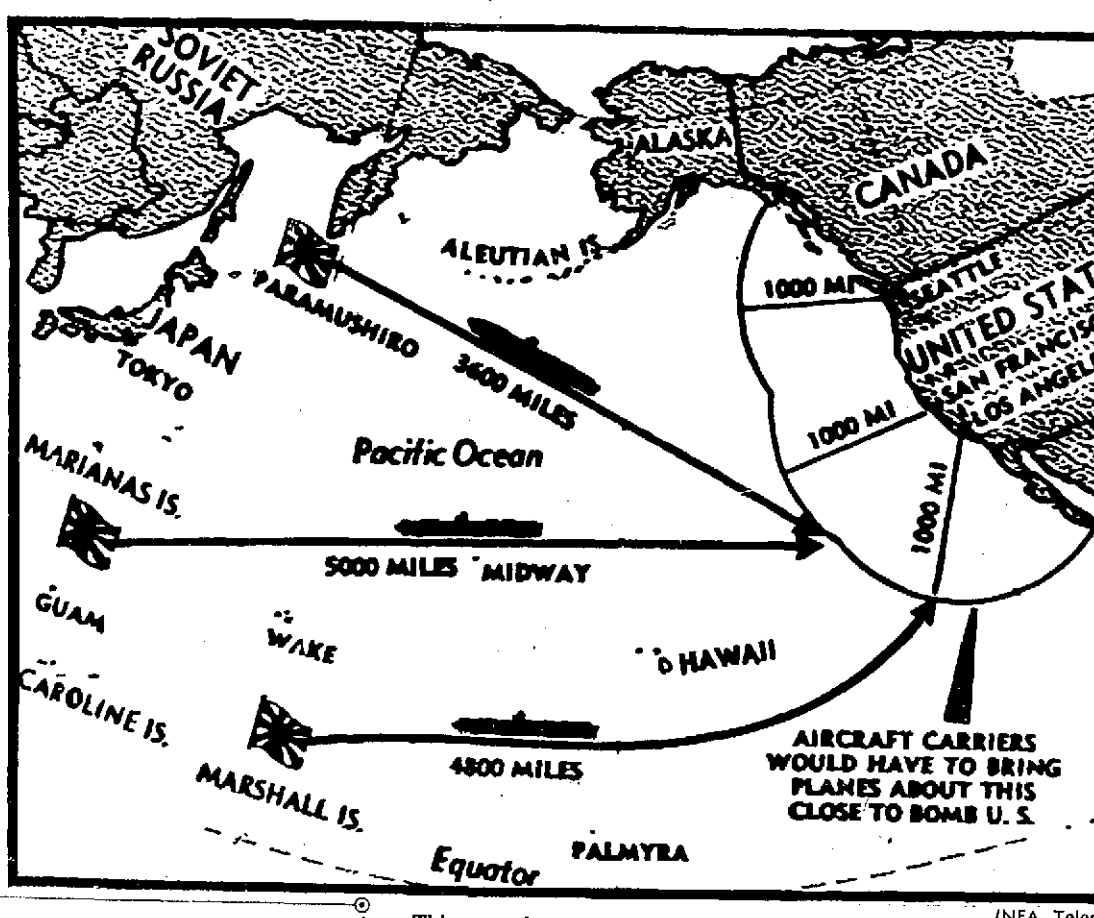 SOVIET
RUSSIA
ALASKA
CANADA
ALEUTIAN IS.
PARAMUSHIRO
1000 MI
SEATTLE
UNITED STAT
SAN FRANCISC
LOS ANGEL
JAPAN
TOKYO
3600 MILES
1000 MI
Pacific Ocean
MARIANAS IS.
1000 MI
5000 MILES
MIDWAY
GUAM
WAKE
HAWAII
CAROLINE IS.
4800 MILES
MARSHALL IS.
AIRCRAFT CARRIERS
WOULD HAVE TO BRING
PLANES ABOUT THIS
CLOSE TO BOMB U. S.
PALMYRA
Equator